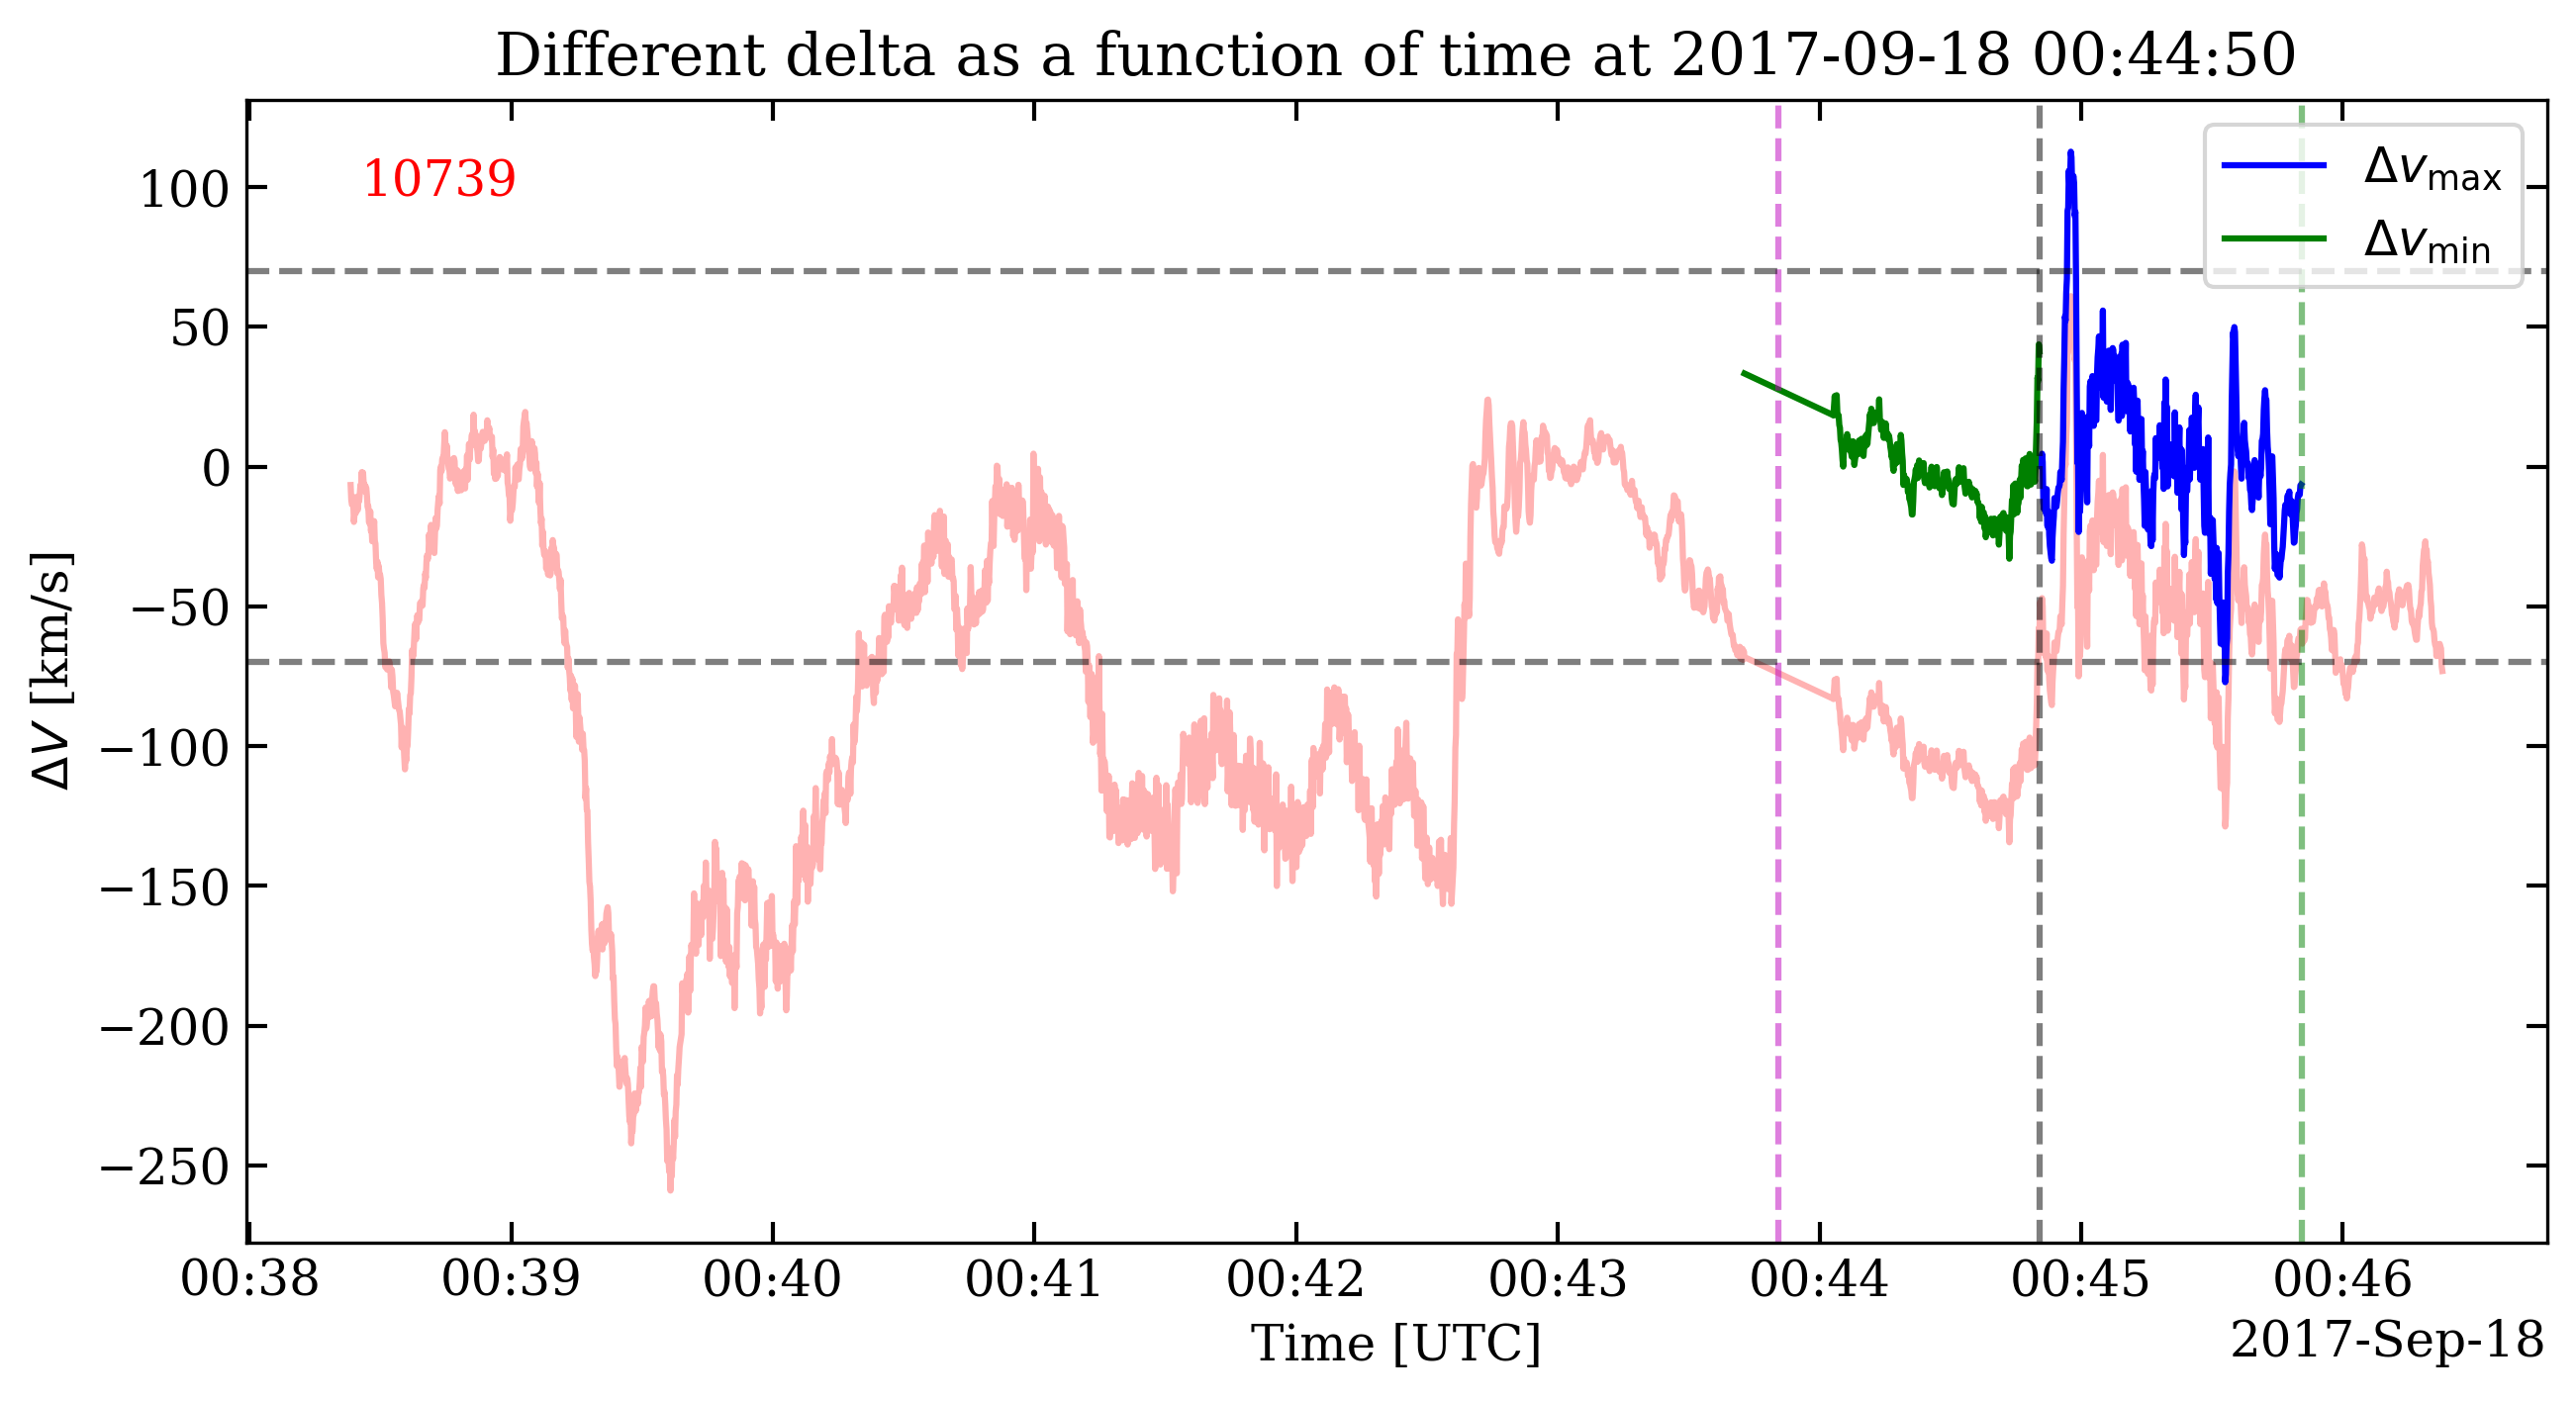 Different delta as a function of time at 2017-09-18 00:44:50
10739
Δv_max
Δv_min
ΔV [km/s]
100
50
0
−50
−100
−150
−200
−250
00:38 00:39 00:40 00:41 00:42 00:43 00:44 00:45 00:46
Time [UTC]
2017-Sep-18